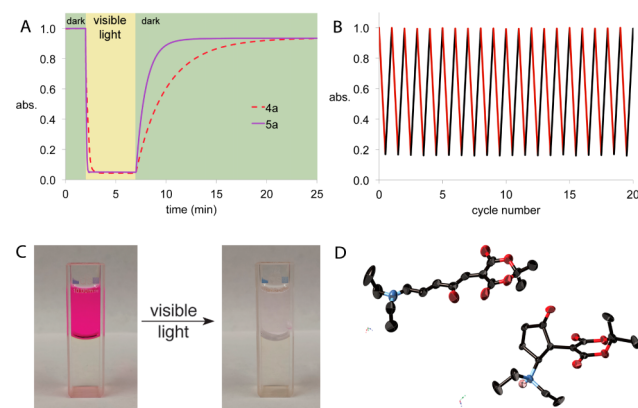 A
dark
visible
light
dark
1.0
0.8
abs.
0.6
0.4
0.2
0.0
4a
5a
0 5 10 15 20 25
time (min)
B
1.0
0.8
abs.
0.6
0.4
0.2
0.0
0 5 10 15 20
cycle number
C
visible
light
D